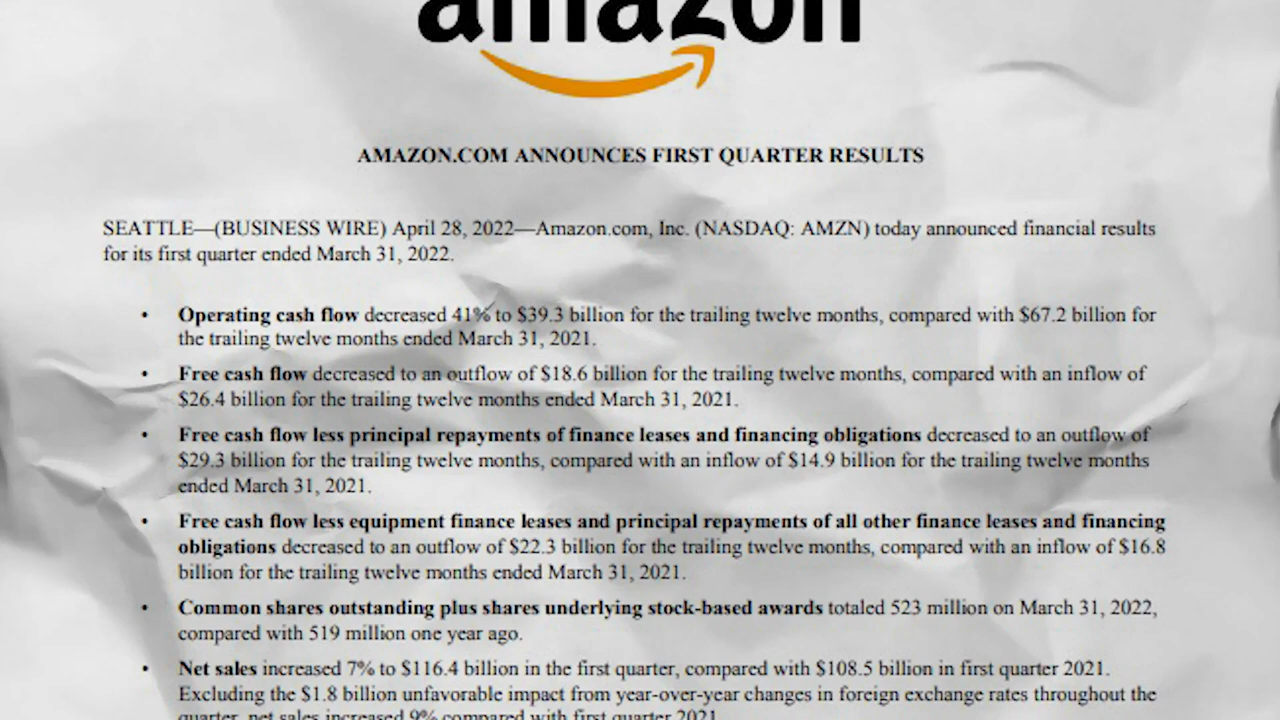 amazon
AMAZON.COM ANNOUNCES FIRST QUARTER RESULTS
SEATTLE—(BUSINESS WIRE) April 28, 2022—Amazon.com, Inc. (NASDAQ: AMZN) today announced financial results
for its first quarter ended March 31, 2022.
• Operating cash flow decreased 41% to $39.3 billion for the trailing twelve months, compared with $67.2 billion for
the trailing twelve months ended March 31, 2021.
• Free cash flow decreased to an outflow of $18.6 billion for the trailing twelve months, compared with an inflow of
$26.4 billion for the trailing twelve months ended March 31, 2021.
• Free cash flow less principal repayments of finance leases and financing obligations decreased to an outflow of
$29.3 billion for the trailing twelve months, compared with an inflow of $14.9 billion for the trailing twelve months
ended March 31, 2021.
• Free cash flow less equipment finance leases and principal repayments of all other finance leases and financing
obligations decreased to an outflow of $22.3 billion for the trailing twelve months, compared with an inflow of $16.8
billion for the trailing twelve months ended March 31, 2021.
• Common shares outstanding plus shares underlying stock-based awards totaled 523 million on March 31, 2022,
compared with 519 million one year ago.
• Net sales increased 7% to $116.4 billion in the first quarter, compared with $108.5 billion in first quarter 2021.
Excluding the $1.8 billion unfavorable impact from year-over-year changes in foreign exchange rates throughout the
quarter, net sales increased 9% compared with first quarter 2021.